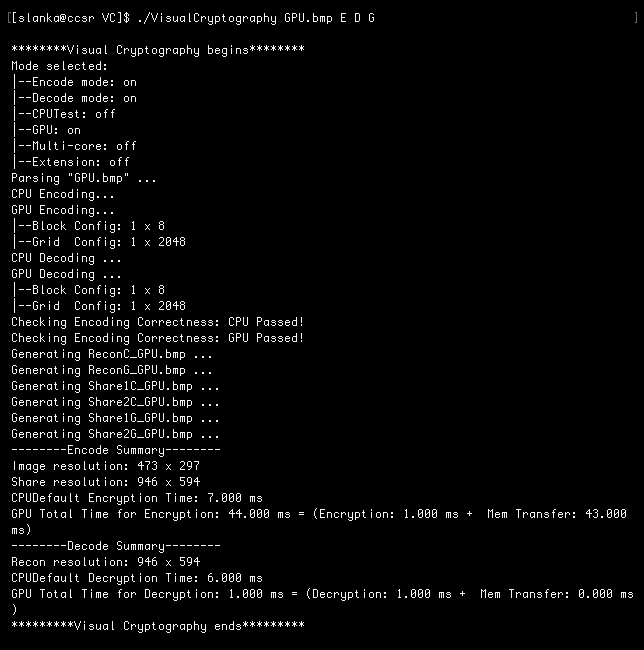 [[slanka@ccsr VC]$ ./VisualCryptography GPU.bmp E D G ]
********Visual Cryptography begins********
Mode selected:
|--Encode mode: on
|--Decode mode: on
|--CPUTest: off
|--GPU: on
|--Multi-core: off
|--Extension: off
Parsing "GPU.bmp" ...
CPU Encoding...
GPU Encoding...
|--Block Config: 1 x 8
|--Grid  Config: 1 x 2048
CPU Decoding ...
GPU Decoding ...
|--Block Config: 1 x 8
|--Grid  Config: 1 x 2048
Checking Encoding Correctness: CPU Passed!
Checking Encoding Correctness: GPU Passed!
Generating ReconC_GPU.bmp ...
Generating ReconG_GPU.bmp ...
Generating Share1C_GPU.bmp ...
Generating Share2C_GPU.bmp ...
Generating Share1G_GPU.bmp ...
Generating Share2G_GPU.bmp ...
--------Encode Summary--------
Image resolution: 473 x 297
Share resolution: 946 x 594
CPUDefault Encryption Time: 7.000 ms
GPU Total Time for Encryption: 44.000 ms = (Encryption: 1.000 ms +  Mem Transfer: 43.000
ms)
--------Decode Summary--------
Recon resolution: 946 x 594
CPUDefault Decryption Time: 6.000 ms
GPU Total Time for Decryption: 1.000 ms = (Decryption: 1.000 ms +  Mem Transfer: 0.000 ms
)
*********Visual Cryptography ends*********